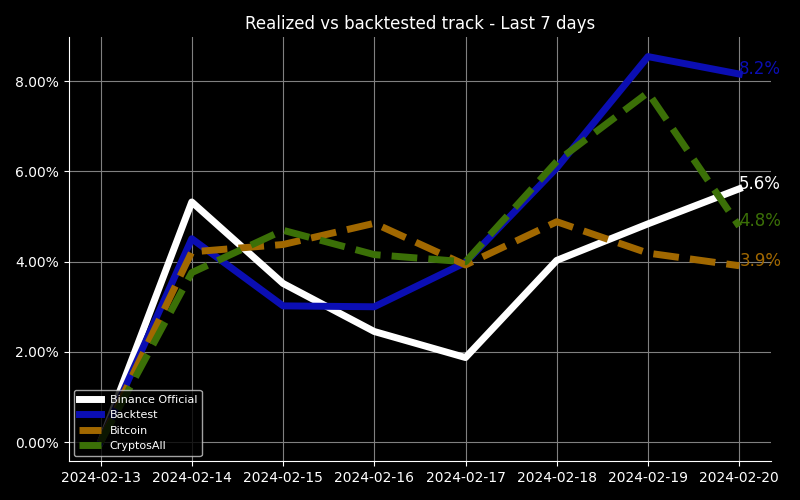 Realized vs backtested track - Last 7 days
8.00%
6.00%
4.00%
2.00%
0.00%
8.2%
5.6%
4.8%
3.9%
Binance Official
Backtest
Bitcoin
CryptosAll
2024-02-13 2024-02-14 2024-02-15 2024-02-16 2024-02-17 2024-02-18 2024-02-19 2024-02-20